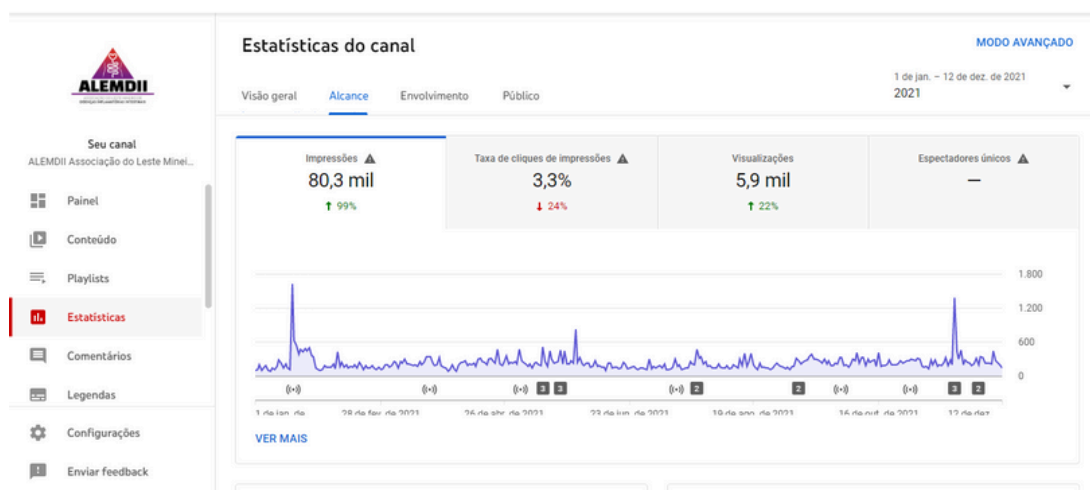 Estatísticas do canal
MODO AVANÇADO
1 de jan. – 12 de dez. de 2021
2021
Visão geral
Alcance
Envolvimento
Público
ALEMDII
Seu canal
ALEMDII Associação do Leste Minei...
Painel
Conteúdo
Playlists
Estatísticas
Comentários
Legendas
Configurações
Enviar feedback
Impressões
80,3 mil
99%
Taxa de cliques de impressões
3,3%
24%
Visualizações
5,9 mil
22%
Espectadores únicos
—
1.800
1.200
600
0
3 3 2 2 3 2
1 de jan. de
28 de fev. de 2021
26 de abr. de 2021
23 de jun. de 2021
19 de ago. de 2021
16 de out. de 2021
12 de dez.
VER MAIS